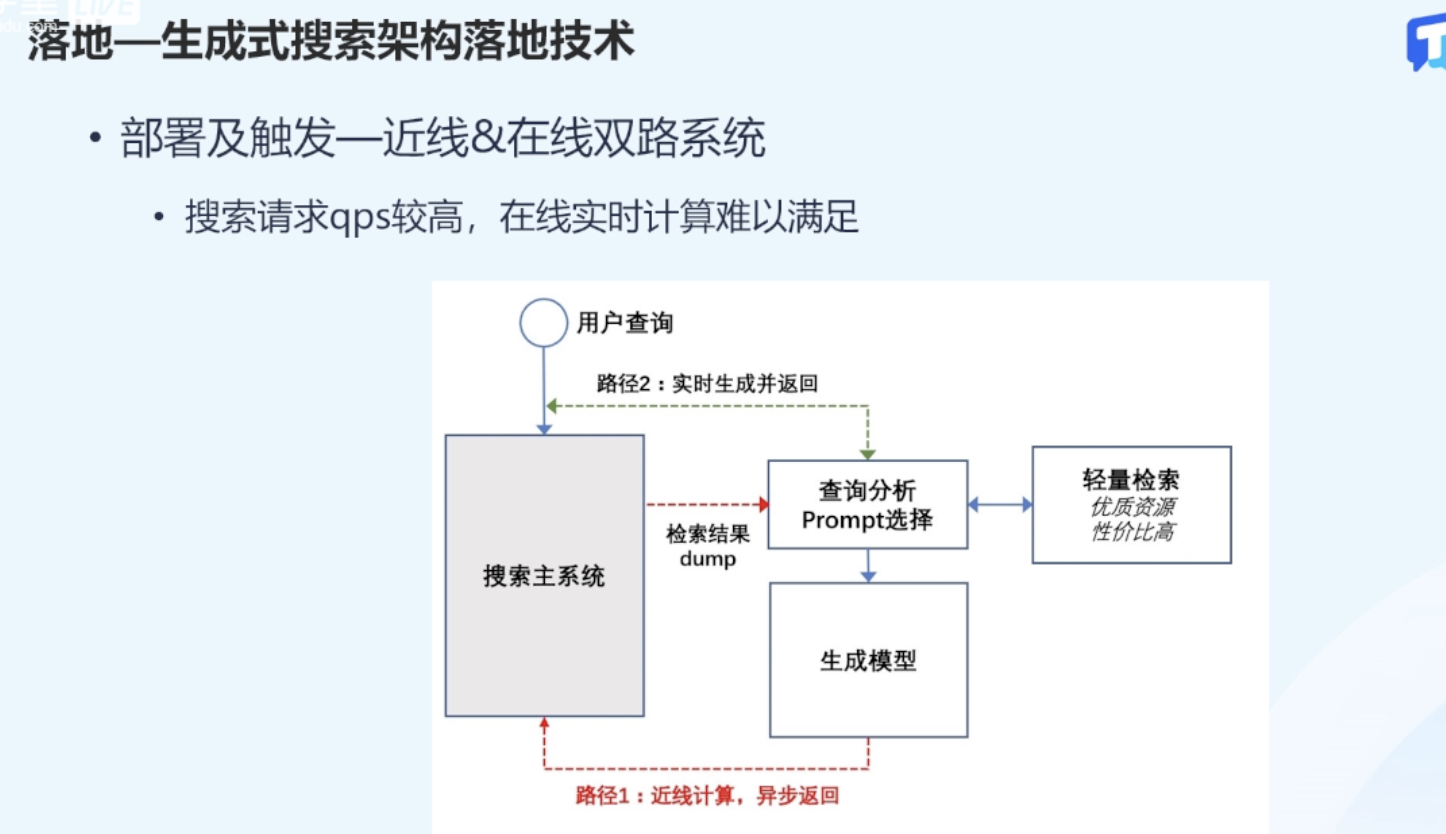 LIVE
落地—生成式搜索架构落地技术
• 部署及触发—近线&在线双路系统
• 搜索请求qps较高，在线实时计算难以满足
用户查询
路径2：实时生成并返回
搜索主系统
检索结果
dump
查询分析
Prompt选择
轻量检索
优质资源
性价比高
生成模型
路径1：近线计算，异步返回